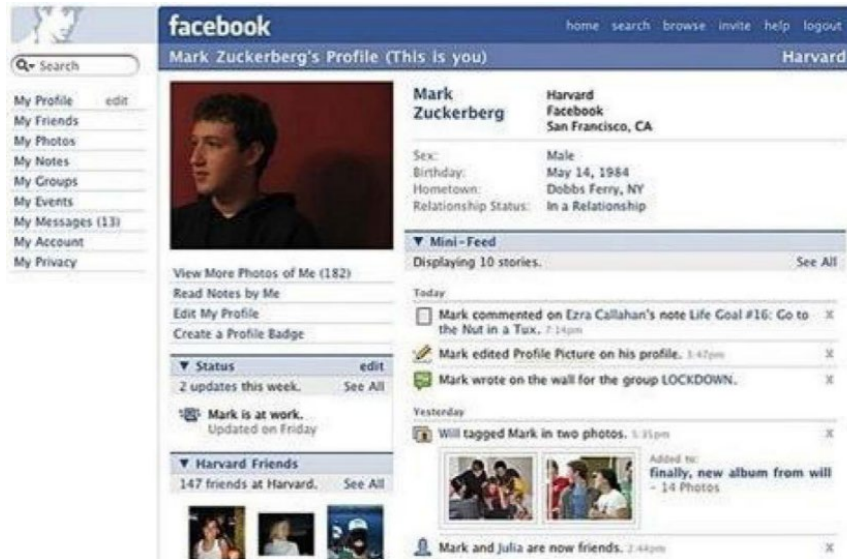 facebook
home search browse invite help logout
Mark Zuckerberg's Profile (This is you) Harvard
Search
My Profile edit
My Friends
My Photos
My Notes
My Groups
My Events
My Messages (13)
My Account
My Privacy
View More Photos of Me (182)
Read Notes by Me
Edit My Profile
Create a Profile Badge
▼ Status edit
2 updates this week. See All
Mark is at work.
Updated on Friday
▼ Harvard Friends
147 friends at Harvard. See All
Mark
Zuckerberg
Harvard
Facebook
San Francisco, CA
Sex: Male
Birthday: May 14, 1984
Hometown: Dobbs Ferry, NY
Relationship Status: In a Relationship
▼ Mini-Feed
Displaying 10 stories. See All
Today
Mark commented on Ezra Callahan's note Life Goal #16: Go to
the Nut in a Tux. 7:14pm
Mark edited Profile Picture on his profile. 3:47pm
Mark wrote on the wall for the group LOCKDOWN.
Yesterday
Will tagged Mark in two photos. 5:35pm
Added to:
finally, new album from will
- 14 Photos
Mark and Julia are now friends. 2:44pm